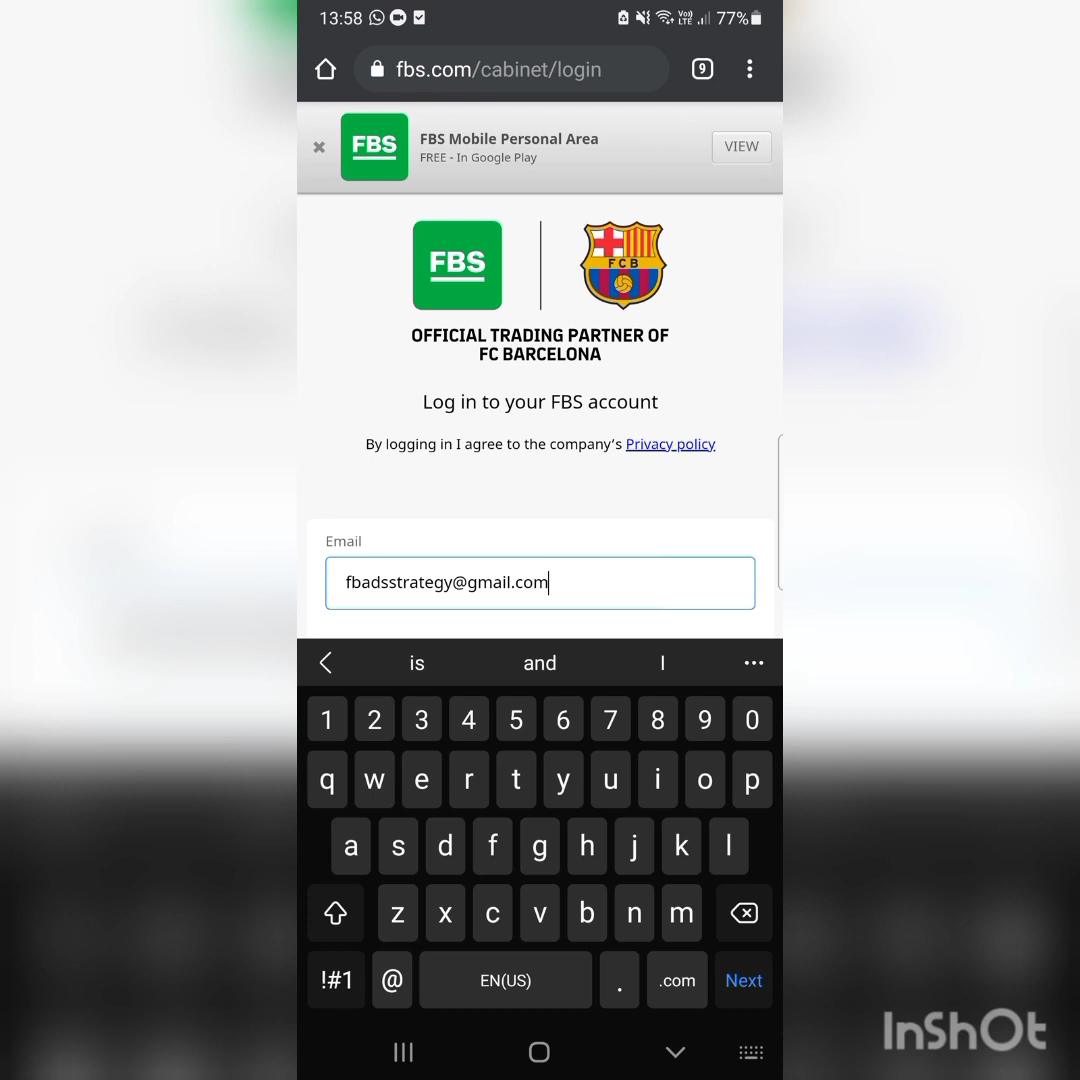 13:58
Vo)) LTE 77%
fbs.com/cabinet/login
9
FBS
FBS Mobile Personal Area
FREE - In Google Play
VIEW
FBS
FCB
OFFICIAL TRADING PARTNER OF
FC BARCELONA
Log in to your FBS account
By logging in I agree to the company's Privacy policy
Email
fbadsstrategy@gmail.com
is and I
1 2 3 4 5 6 7 8 9 0
q w e r t y u i o p
a s d f g h j k l
z x c v b n m
!#1 @ EN(US) . .com Next
InShOt